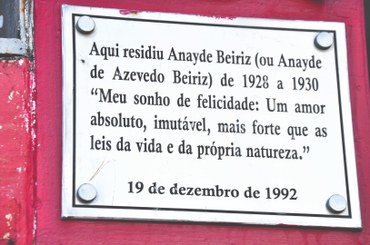 Aqui residiu Anayde Beiriz (ou Anayde
de Azevedo Beiriz) de 1928 a 1930
“Meu sonho de felicidade: Um amor
absoluto, imutável, mais forte que as
leis da vida e da própria natureza.”
19 de dezembro de 1992